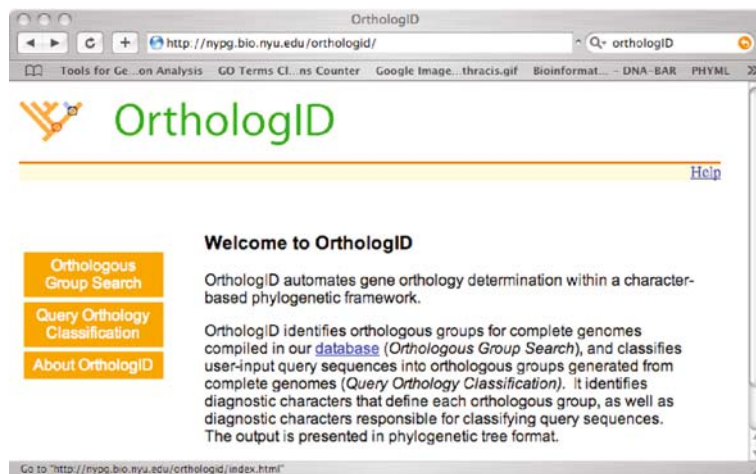 OrthologID
http://nypg.bio.nyu.edu/orthologid/
orthologID
Tools for Ge...on Analysis GO Terms Cl...ns Counter Google Image...thracis.gif Bioinformat... - DNA-BAR PHYML
OrthologID
Help
Orthologous
Group Search
Query Orthology
Classification
About OrthologID
Welcome to OrthologID
OrthologID automates gene orthology determination within a character-
based phylogenetic framework.
OrthologID identifies orthologous groups for complete genomes
compiled in our database (Orthologous Group Search), and classifies
user-input query sequences into orthologous groups generated from
complete genomes (Query Orthology Classification). It identifies
diagnostic characters that define each orthologous group, as well as
diagnostic characters responsible for classifying query sequences.
The output is presented in phylogenetic tree format.
Go to "http://nypg.bio.nyu.edu/orthologid/index.html"